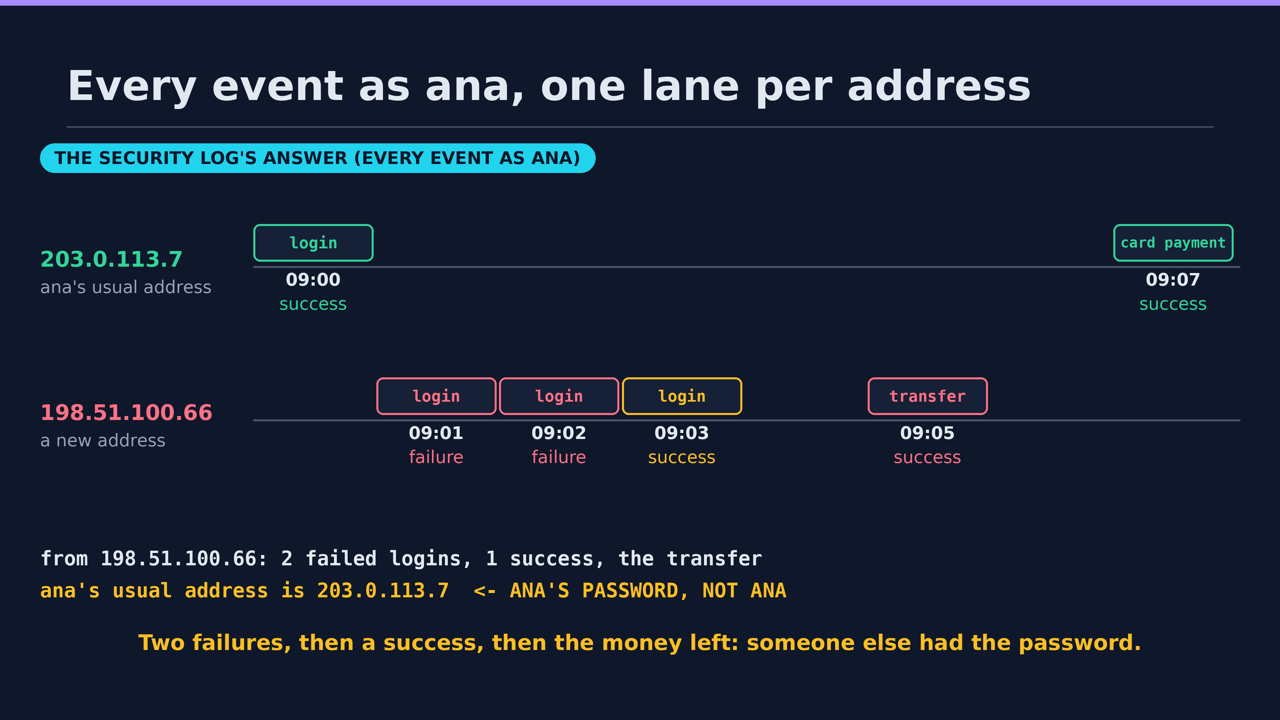 Every event as ana, one lane per address
THE SECURITY LOG'S ANSWER (EVERY EVENT AS ANA)
203.0.113.7
ana's usual address
login
09:00
success
card payment
09:07
success
198.51.100.66
a new address
login
09:01
failure
login
09:02
failure
login
09:03
success
transfer
09:05
success
from 198.51.100.66: 2 failed logins, 1 success, the transfer
ana's usual address is 203.0.113.7  <- ANA'S PASSWORD, NOT ANA
Two failures, then a success, then the money left: someone else had the password.